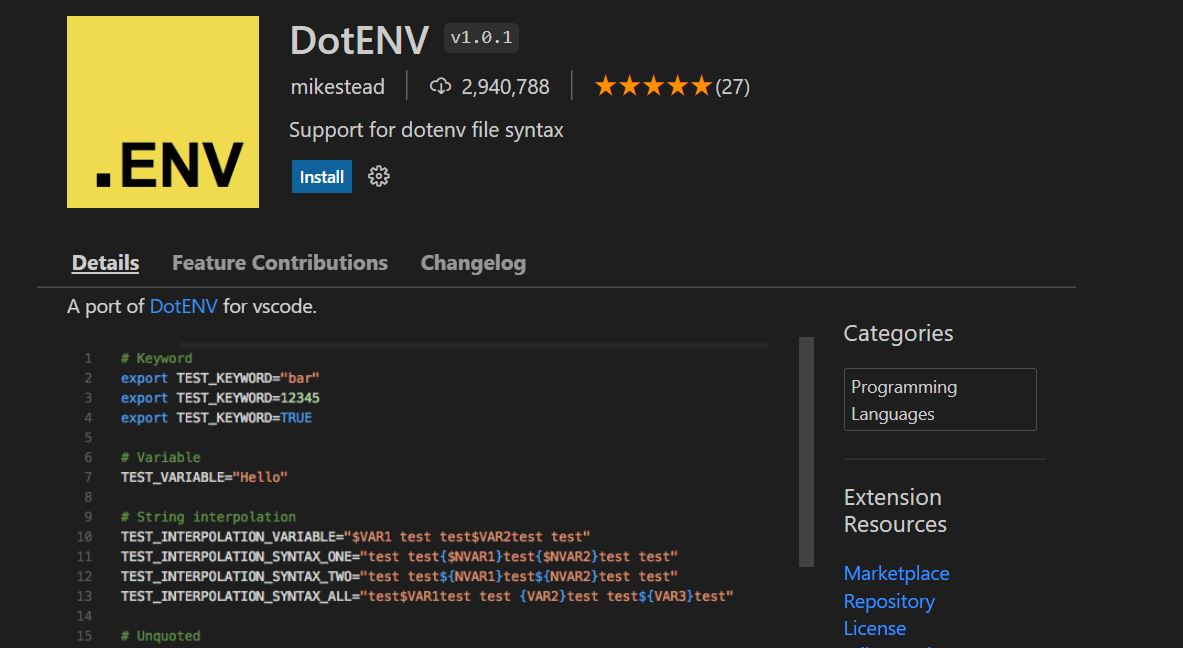 .ENV
DotENV v1.0.1
mikestead 2,940,788 ★★★★★(27)
Support for dotenv file syntax
Install
Details Feature Contributions Changelog
A port of DotENV for vscode.
1 # Keyword
2 export TEST_KEYWORD="bar"
3 export TEST_KEYWORD=12345
4 export TEST_KEYWORD=TRUE
5
6 # Variable
7 TEST_VARIABLE="Hello"
8
9 # String interpolation
10 TEST_INTERPOLATION_VARIABLE="$VAR1 test test$VAR2test test"
11 TEST_INTERPOLATION_SYNTAX_ONE="test test{$NVAR1}test{$NVAR2}test test"
12 TEST_INTERPOLATION_SYNTAX_TWO="test test${NVAR1}test${NVAR2}test test"
13 TEST_INTERPOLATION_SYNTAX_ALL="test$VAR1test test {VAR2}test test${VAR3}test"
14
15 # Unquoted
Categories
Programming
Languages
Extension
Resources
Marketplace
Repository
License